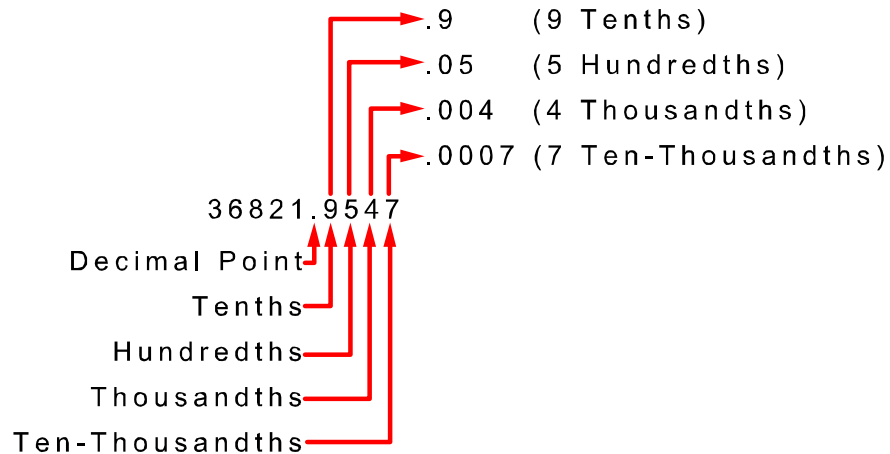 .9 (9 Tenths)
.05 (5 Hundredths)
.004 (4 Thousandths)
.0007 (7 Ten-Thousandths)
36821.9547
Decimal Point
Tenths
Hundredths
Thousandths
Ten-Thousandths